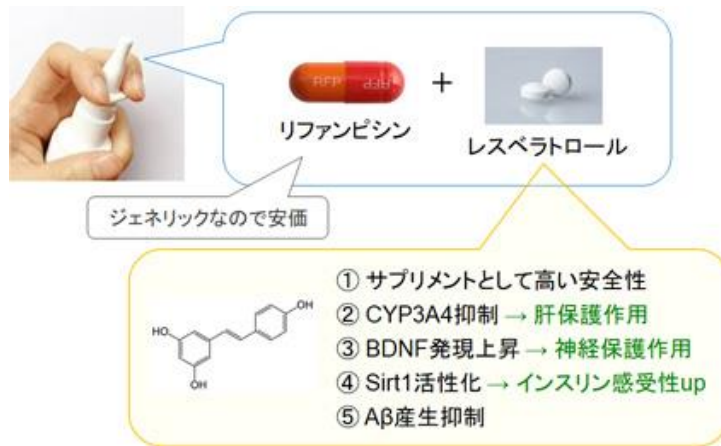 RFP RFP
+
リファンピシン
レスベラトロール
ジェネリックなので安価
① サプリメントとして高い安全性
② CYP3A4抑制 → 肝保護作用
③ BDNF発現上昇 → 神経保護作用
④ Sirt1活性化 → インスリン感受性up
⑤ Aβ産生抑制
OH
HO
OH